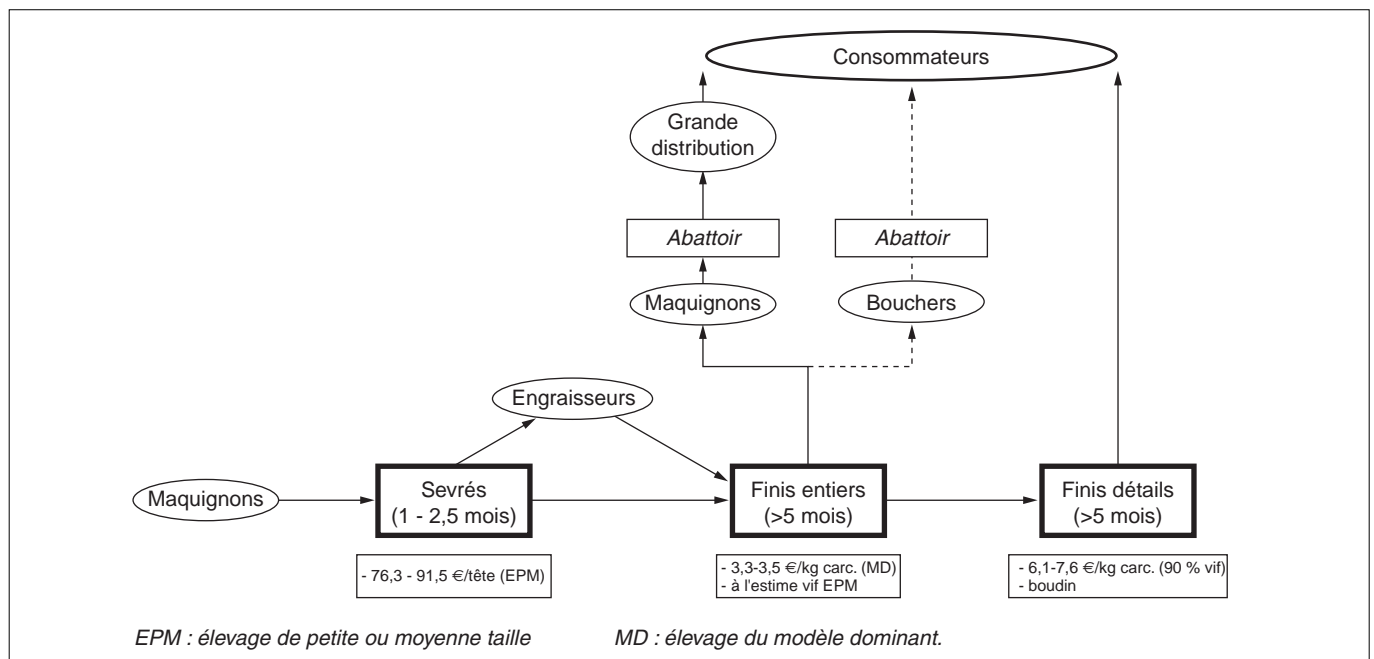 Consommateurs
Grande
distribution
Abattoir
Abattoir
Maquignons
Bouchers
Engraisseurs
Maquignons
Sevrés
(1 - 2,5 mois)
Finis entiers
(>5 mois)
Finis détails
(>5 mois)
- 76,3 - 91,5 €/tête (EPM)
- 3,3-3,5 €/kg carc. (MD)
- à l'estime vif EPM
- 6,1-7,6 €/kg carc. (90 % vif)
- boudin
EPM : élevage de petite ou moyenne taille
MD : élevage du modèle dominant.